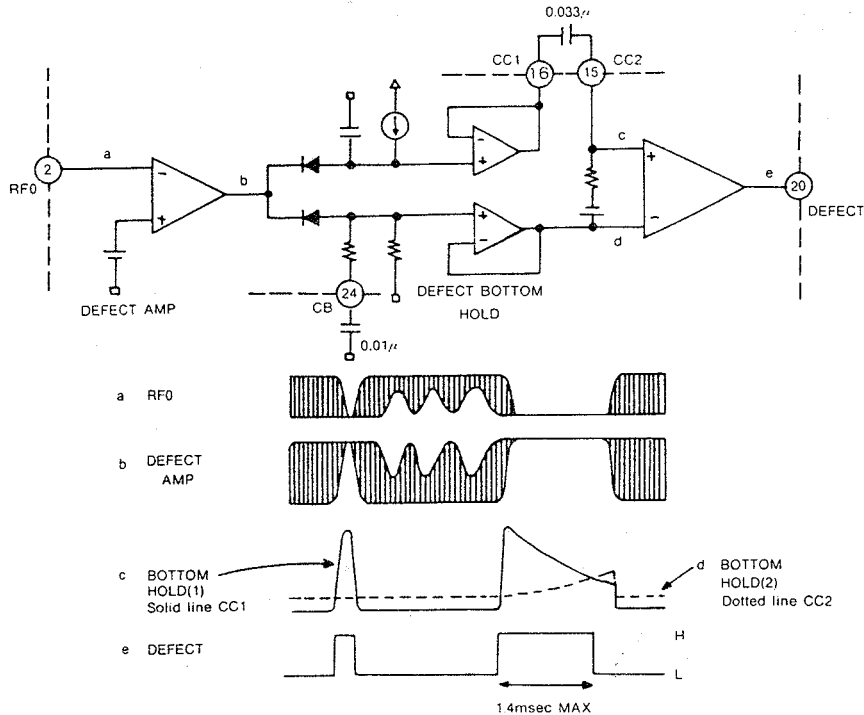 0.033μ
CC1
16
15
CC2
a
2
RF0
b
c
e
20
DEFECT
d
DEFECT AMP
24
CB
DEFECT BOTTOM
HOLD
0.01μ
a RF0
b DEFECT
AMP
c BOTTOM
HOLD(1)
Solid line CC1
d BOTTOM
HOLD(2)
Dotted line CC2
e DEFECT
H
L
1.4msec MAX